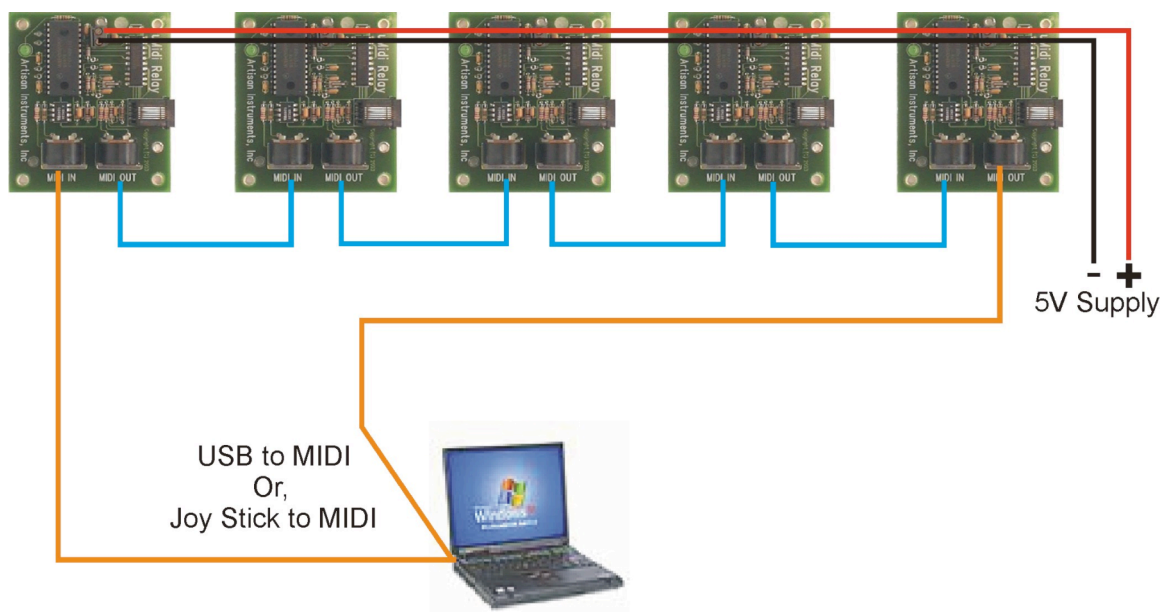 Midi Relay
Artisan Instruments, Inc
MIDI IN
MIDI OUT
Midi Relay
Artisan Instruments, Inc
MIDI IN
MIDI OUT
Midi Relay
Artisan Instruments, Inc
MIDI IN
MIDI OUT
Midi Relay
Artisan Instruments, Inc
MIDI IN
MIDI OUT
Midi Relay
Artisan Instruments, Inc
MIDI IN
MIDI OUT
- +
5V Supply
USB to MIDI
Or,
Joy Stick to MIDI
Windows